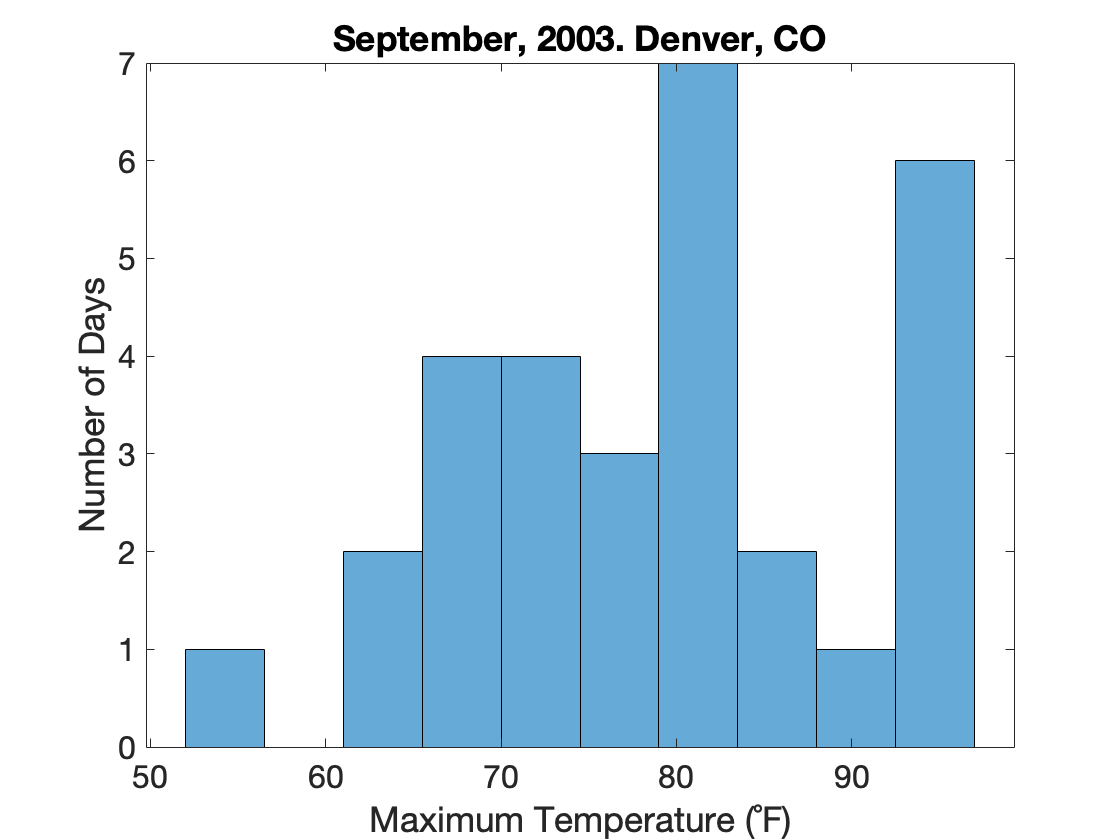 September, 2003. Denver, CO
7
6
5
4
3
2
1
0
Number of Days
50 60 70 80 90
Maximum Temperature (˚F)